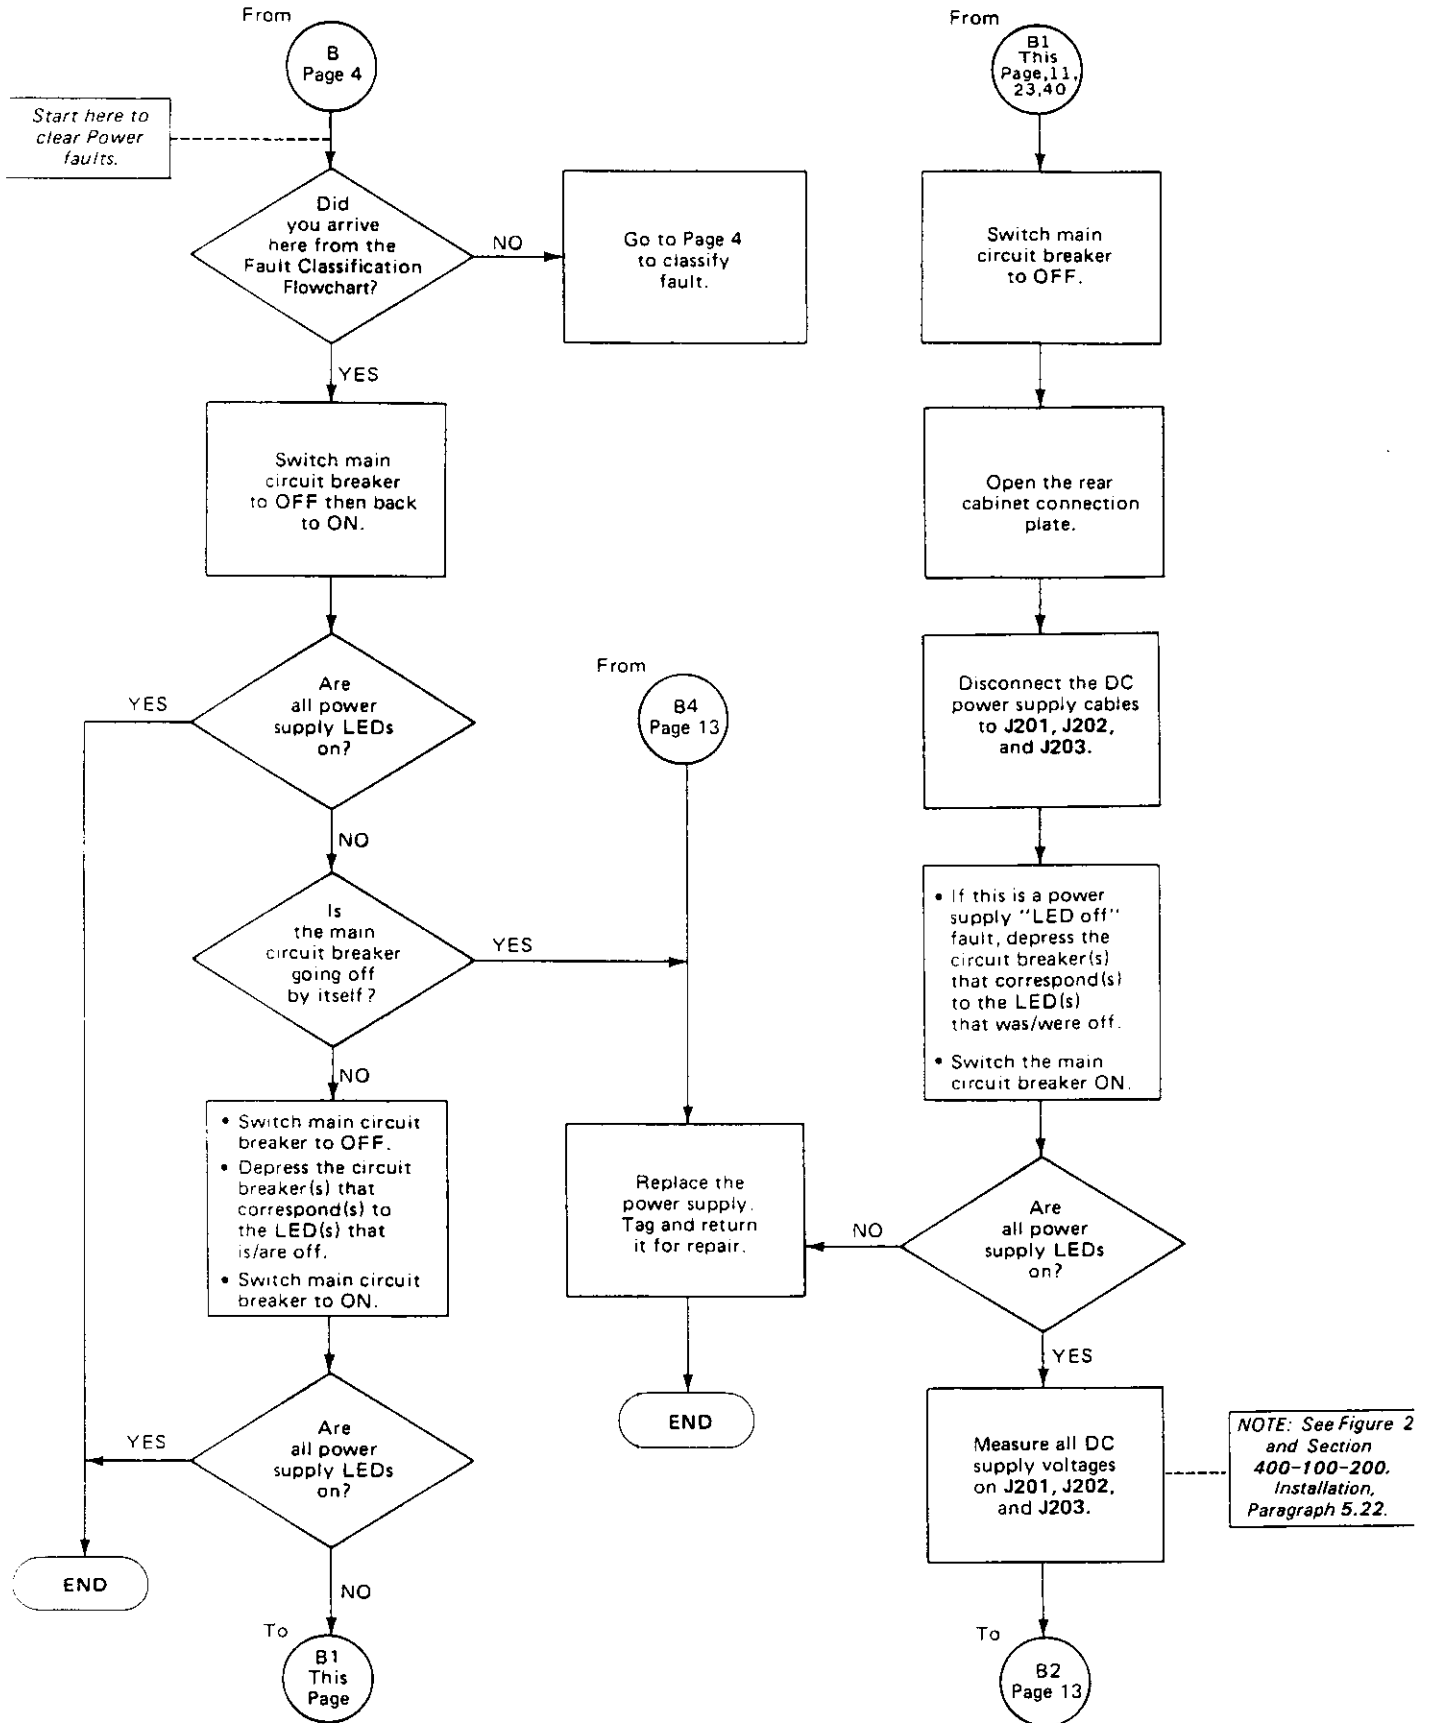 From
B
Page 4
Start here to
clear Power
faults.
Did
you arrive
here from the
Fault Classification
Flowchart?
NO
Go to Page 4
to classify
fault.
YES
Switch main
circuit breaker
to OFF then back
to ON.
Are
all power
supply LEDs
on?
YES
NO
Is
the main
circuit breaker
going off
by itself?
YES
NO
• Switch main circuit
breaker to OFF.
• Depress the circuit
breaker(s) that
correspond(s) to
the LED(s) that
is/are off.
• Switch main circuit
breaker to ON.
Are
all power
supply LEDs
on?
YES
END
NO
To
B1
This
Page
From
B4
Page 13
Replace the
power supply.
Tag and return
it for repair.
END
From
B1
This
Page,11,
23,40
Switch main
circuit breaker
to OFF.
Open the rear
cabinet connection
plate.
Disconnect the DC
power supply cables
to J201, J202,
and J203.
• If this is a power
supply "LED off"
fault, depress the
circuit breaker(s)
that correspond(s)
to the LED(s)
that was/were off.
• Switch the main
circuit breaker ON.
Are
all power
supply LEDs
on?
NO
YES
Measure all DC
supply voltages
on J201, J202,
and J203.
NOTE: See Figure 2
and Section
400-100-200.
Installation,
Paragraph 5.22.
To
B2
Page 13